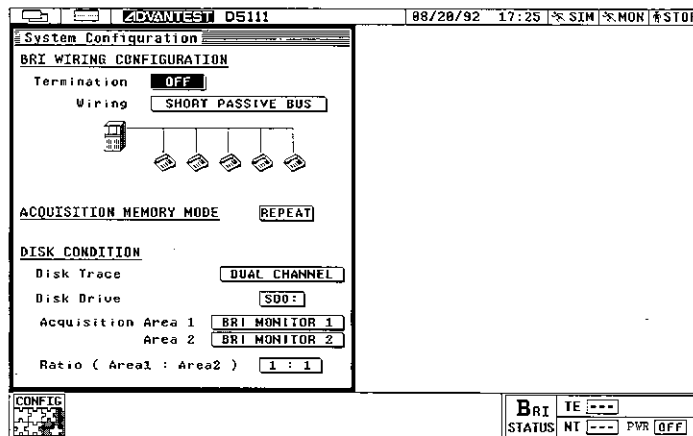 ADVANTEST D5111 08/20/92 17:25 SIM MON STOP
System Configuration
BRI WIRING CONFIGURATION
Termination OFF
Wiring SHORT PASSIVE BUS
ACQUISITION MEMORY MODE REPEAT
DISK CONDITION
Disk Trace DUAL CHANNEL
Disk Drive SD0:
Acquisition Area 1 BRI MONITOR 1
Area 2 BRI MONITOR 2
Ratio ( Area1 : Area2 ) 1 : 1
CONFIG
BRI STATUS
TE ---
NT --- PWR OFF